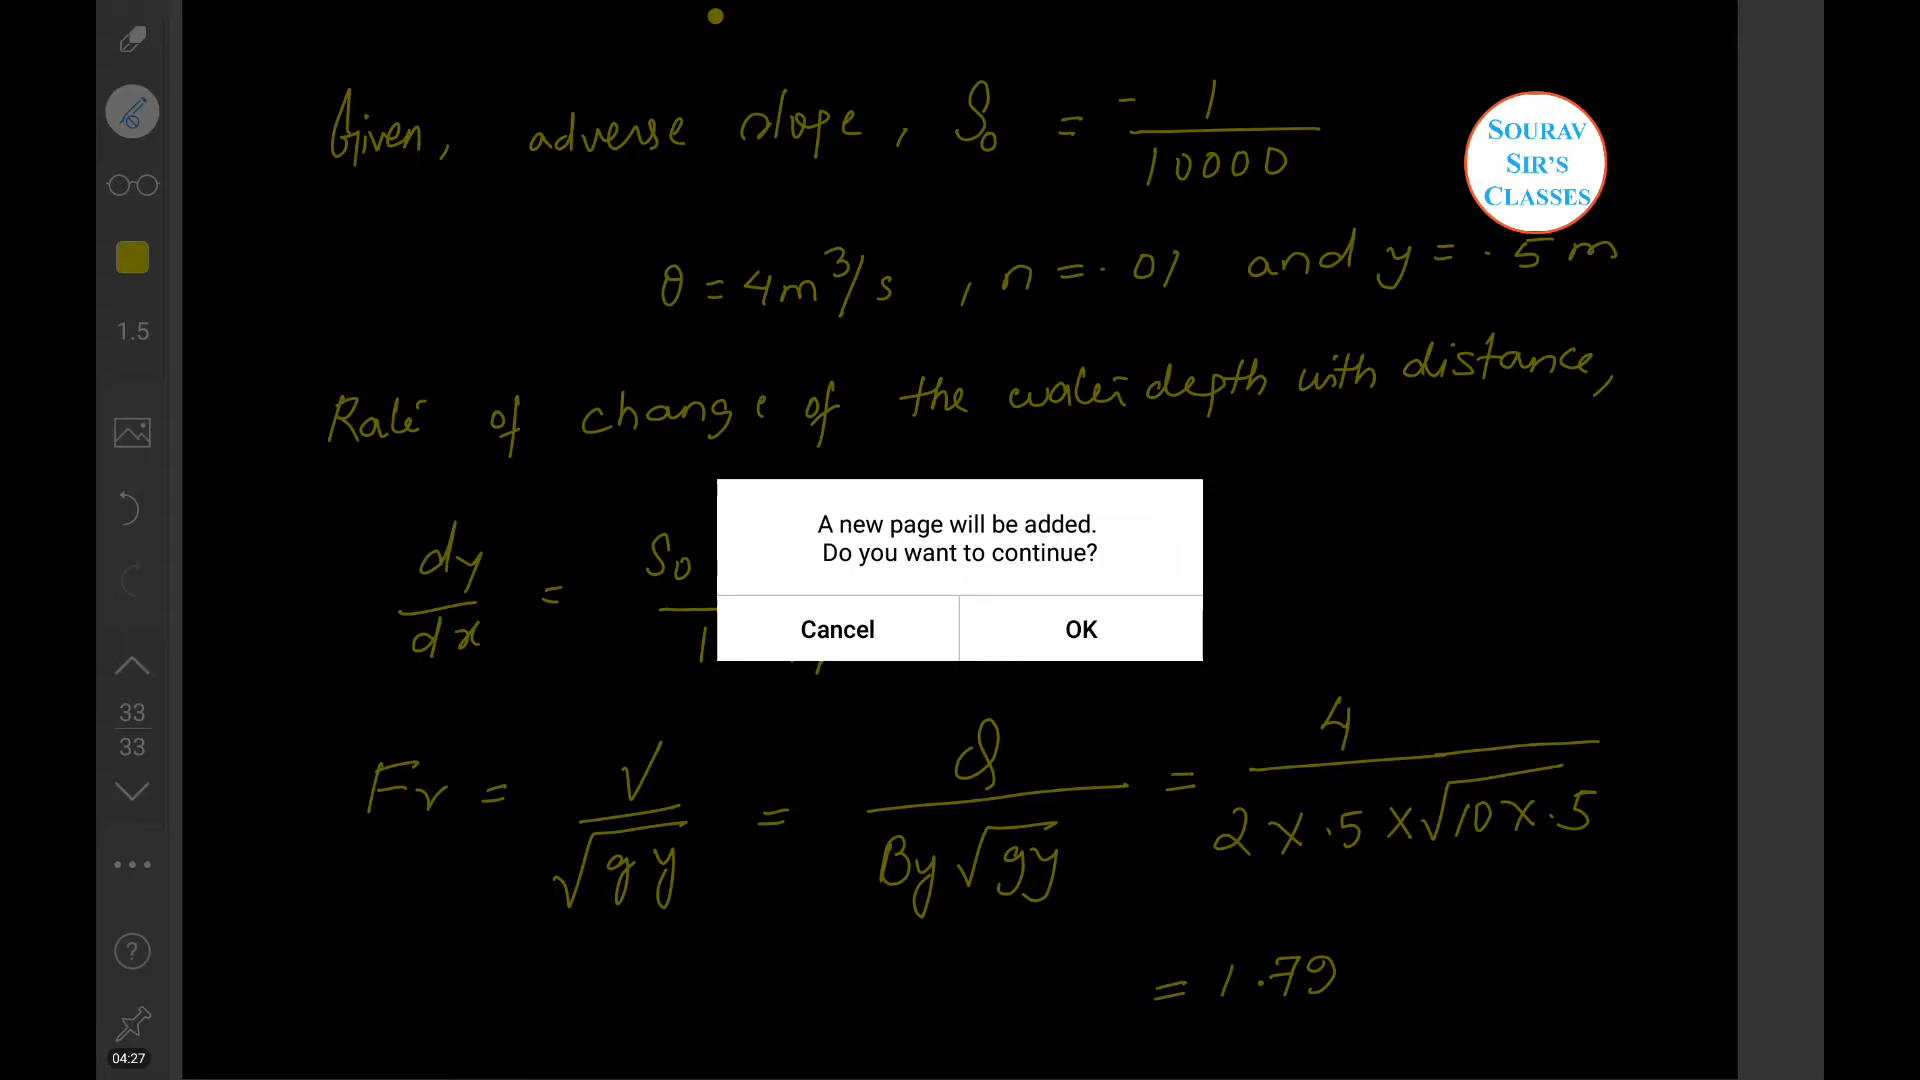 Given, adverse slope, S₀ = -1/10000
SOURAV
SIR'S
CLASSES
Q = 4m³/s , n = .01 and y = .5 m
Rate of change of the water depth with distance,
dy/dx = S₀
1
A new page will be added.
Do you want to continue?
Cancel OK
Fr = V/√gy = Q/By√gy = 4/2 x .5 x √10 x .5
= 1.79
1.5
33
33
?
04:27